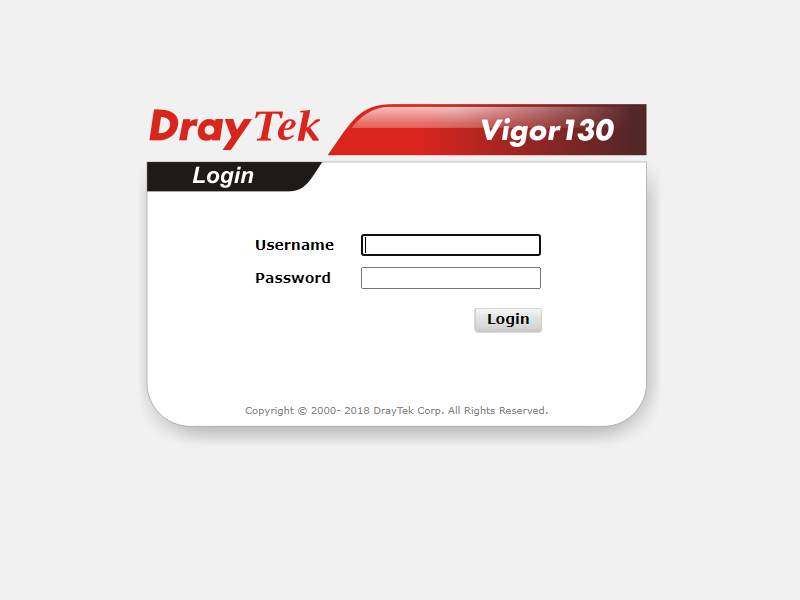 DrayTek
Vigor130
Login
Username
Password
Login
Copyright © 2000- 2018 DrayTek Corp. All Rights Reserved.